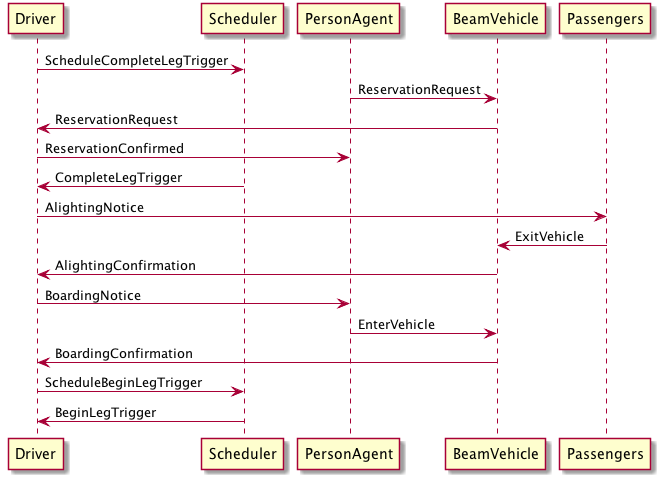 Driver Scheduler PersonAgent BeamVehicle Passengers
ScheduleCompleteLegTrigger
ReservationRequest
ReservationRequest
ReservationConfirmed
CompleteLegTrigger
AlightingNotice
ExitVehicle
AlightingConfirmation
BoardingNotice
EnterVehicle
BoardingConfirmation
ScheduleBeginLegTrigger
BeginLegTrigger
Driver Scheduler PersonAgent BeamVehicle Passengers